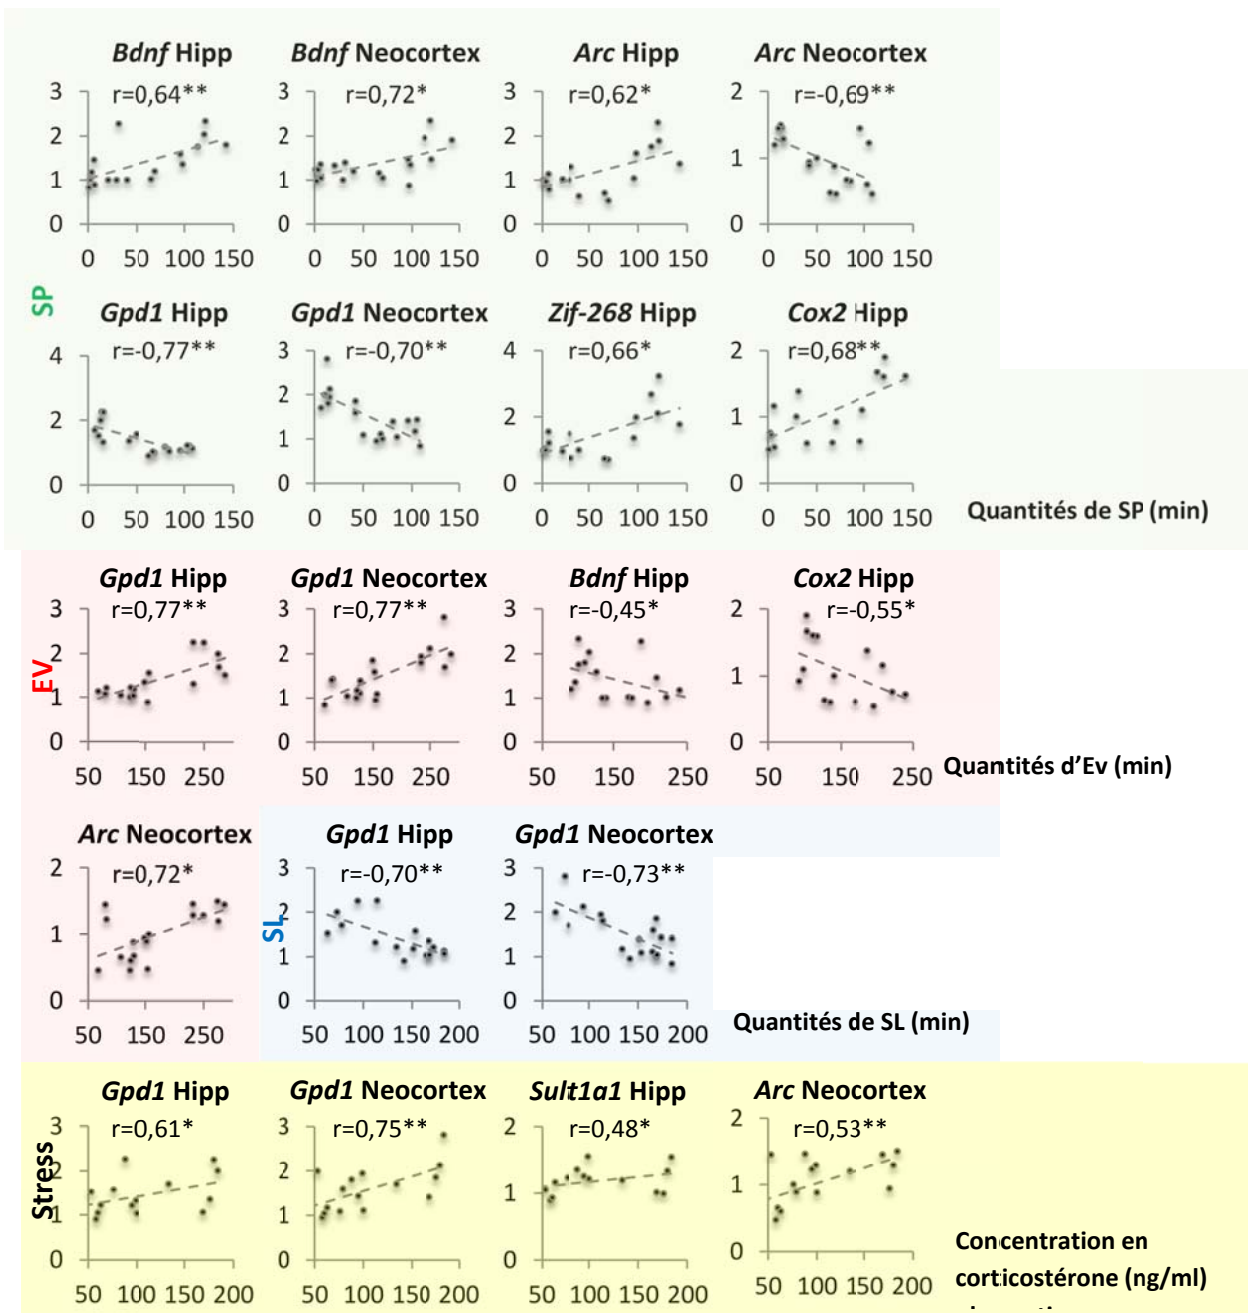 Bdnf Hipp Bdnf Neocortex Arc Hipp Arc Neocortex
r=0,64** r=0,72* r=0,62* r=-0,69**
3 3 3 2
2 2 2
1 1 1 1
0 0 0 0
0 50 100 150 0 50 100 150 0 50 100 150 0 50 100 150
SP
Gpd1 Hipp Gpd1 Neocortex Zif-268 Hipp Cox2 Hipp
r=-0,77** r=-0,70** r=0,66* r=0,68**
4 3 4 2
2 2 2 1
1
0 0 0 0
0 50 100 150 0 50 100 150 0 50 100 150 0 50 100 150
Quantités de SP (min)
Gpd1 Hipp Gpd1 Neocortex Bdnf Hipp Cox2 Hipp
r=0,77** r=0,77** r=-0,45* r=-0,55*
3 3 3 2
2 2 2
1 1 1 1
0 0 0 0
50 150 250 50 150 250 50 150 250 50 150 250
EV
Quantités d'Ev (min)
Arc Neocortex Gpd1 Hipp Gpd1 Neocortex
r=0,72* r=-0,70** r=-0,73**
2 3 3
2 2
1 1 1
0 0 0
50 150 250 50 100 150 200 50 100 150 200
SL
Quantités de SL (min)
Gpd1 Hipp Gpd1 Neocortex Sult1a1 Hipp Arc Neocortex
r=0,61* r=0,75** r=0,48* r=0,53**
3 3 2 2
2 2
1 1 1 1
0 0 0 0
50 100 150 200 50 100 150 200 50 100 150 200 50 100 150 200
Stress
Concentration en
corticostérone (ng/ml)